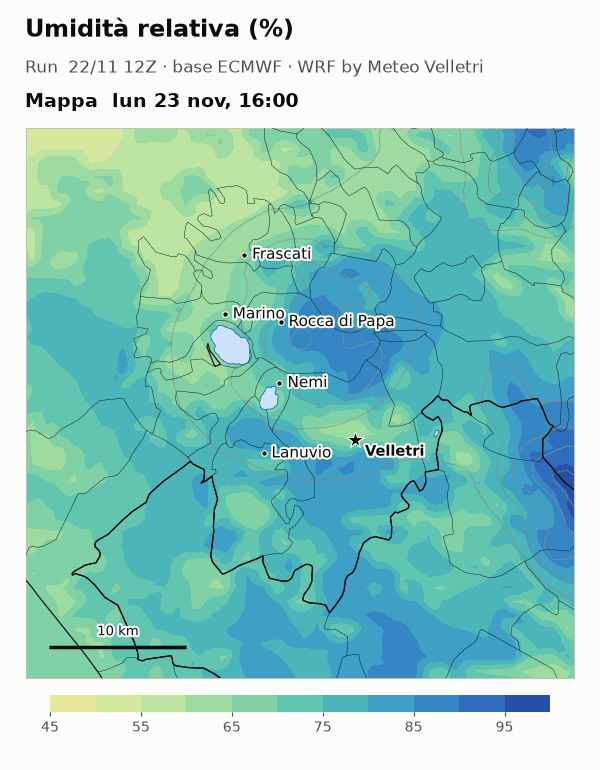 Umidità relativa (%)
Run  22/11 12Z · base ECMWF · WRF by Meteo Velletri
Mappa  lun 23 nov, 16:00
Frascati
Marino
Rocca di Papa
Nemi
Velletri
Lanuvio
10 km
45 55 65 75 85 95